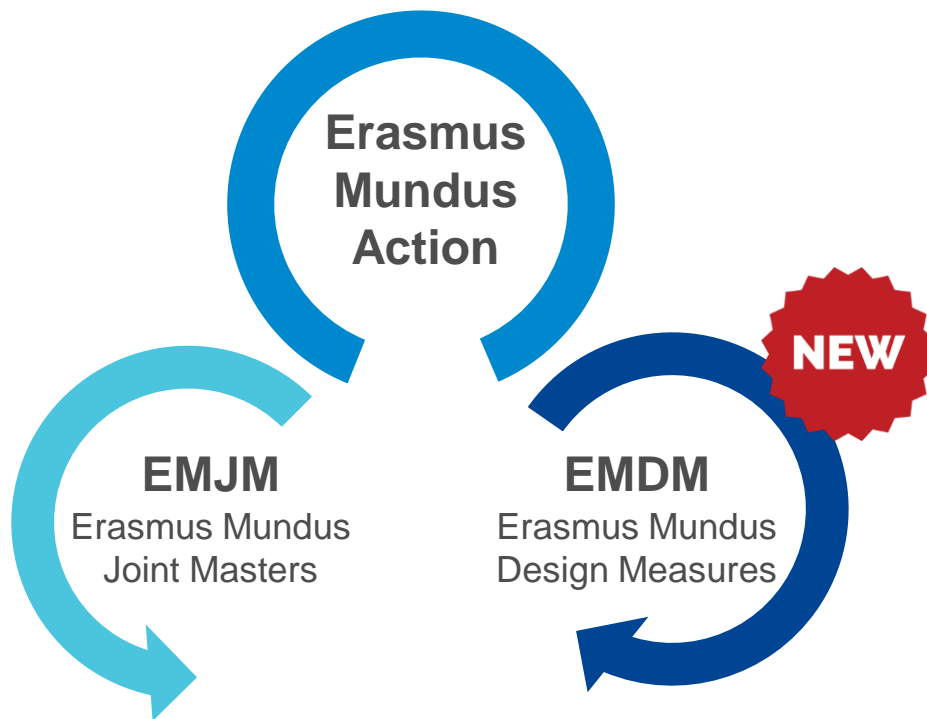 Erasmus
Mundus
Action
NEW
EMJM
Erasmus Mundus
Joint Masters
EMDM
Erasmus Mundus
Design Measures